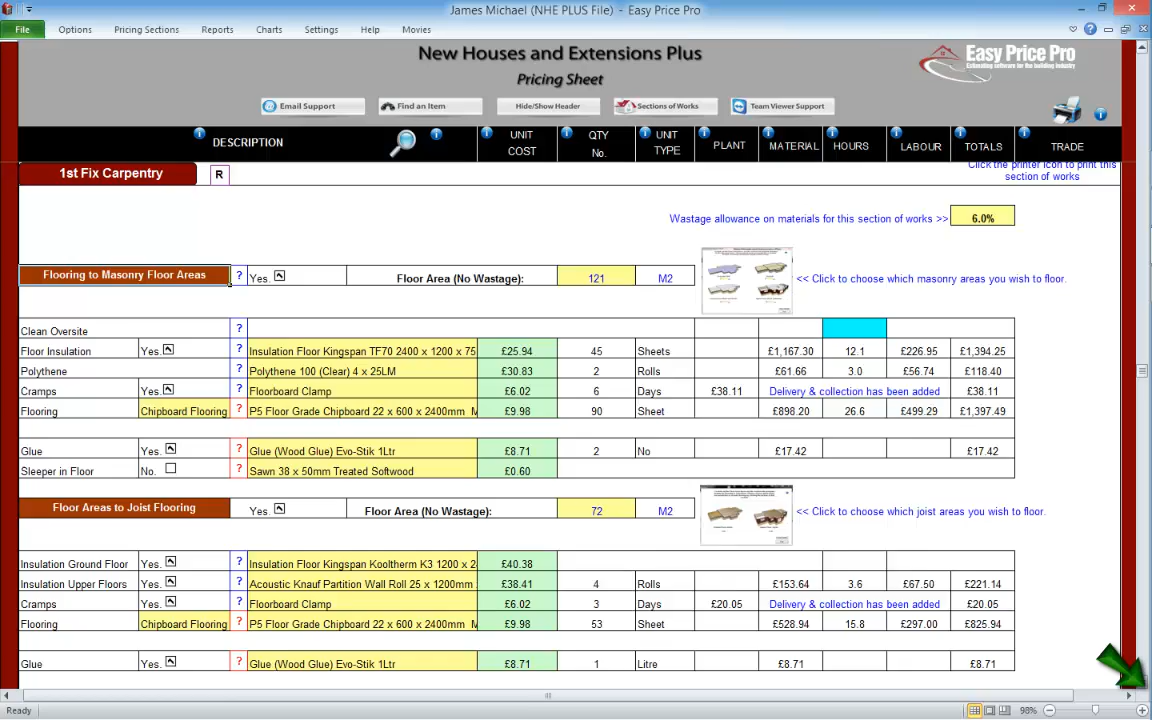 James Michael (NHE PLUS File) - Easy Price Pro
File Options Pricing Sections Reports Charts Settings Help Movies
New Houses and Extensions Plus
Pricing Sheet
Easy Price Pro
Estimating software for the building industry
Email Support Find an Item Hide/Show Header Sections of Works Team Viewer Support
DESCRIPTION UNIT COST QTY No. UNIT TYPE PLANT MATERIAL HOURS LABOUR TOTALS TRADE
1st Fix Carpentry R
Click the printer icon to print this
section of works
Wastage allowance on materials for this section of works >> 6.0%
Flooring to Masonry Floor Areas ? Yes. Floor Area (No Wastage): 121 M2 << Click to choose which masonry areas you wish to floor.
Clean Oversite ?
Floor Insulation Yes. ? Insulation Floor Kingspan TF70 2400 x 1200 x 75 £25.94 45 Sheets £1,167.30 12.1 £226.95 £1,394.25
Polythene ? Polythene 100 (Clear) 4 x 25LM £30.83 2 Rolls £61.66 3.0 £56.74 £118.40
Cramps Yes. ? Floorboard Clamp £6.02 6 Days £38.11 Delivery & collection has been added £38.11
Flooring Chipboard Flooring ? P5 Floor Grade Chipboard 22 x 600 x 2400mm M £9.98 90 Sheet £898.20 26.6 £499.29 £1,397.49
Glue Yes. ? Glue (Wood Glue) Evo-Stik 1Ltr £8.71 2 No £17.42 £17.42
Sleeper in Floor No. ? Sawn 38 x 50mm Treated Softwood £0.60
Floor Areas to Joist Flooring Yes. Floor Area (No Wastage): 72 M2 << Click to choose which joist areas you wish to floor.
Insulation Ground Floor Yes. ? Insulation Floor Kingspan Kooltherm K3 1200 x 2 £40.38
Insulation Upper Floors Yes. ? Acoustic Knauf Partition Wall Roll 25 x 1200mm £38.41 4 Rolls £153.64 3.6 £67.50 £221.14
Cramps Yes. ? Floorboard Clamp £6.02 3 Days £20.05 Delivery & collection has been added £20.05
Flooring Chipboard Flooring ? P5 Floor Grade Chipboard 22 x 600 x 2400mm M £9.98 53 Sheet £528.94 15.8 £297.00 £825.94
Glue Yes. ? Glue (Wood Glue) Evo-Stik 1Ltr £8.71 1 Litre £8.71 £8.71
Ready 98%